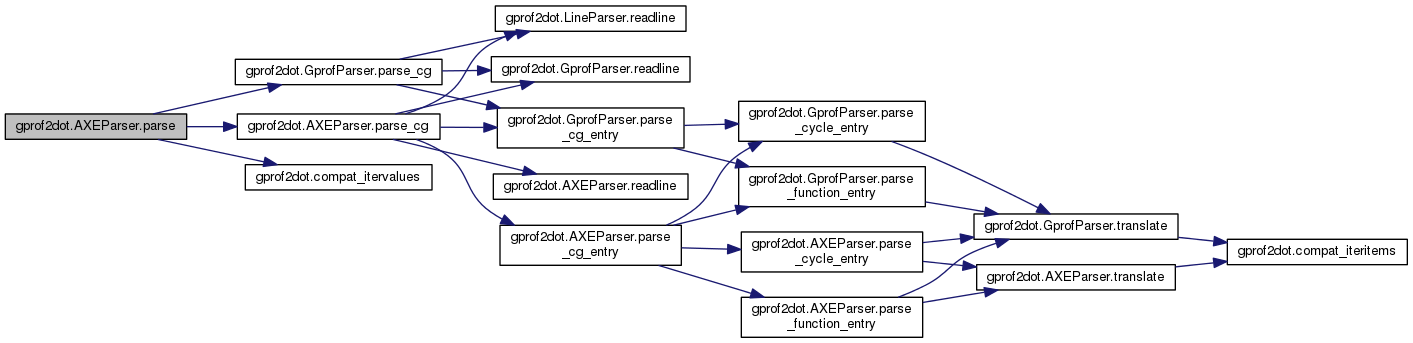 gprof2dot.AXEParser.parse
gprof2dot.GprofParser.parse_cg
gprof2dot.AXEParser.parse_cg
gprof2dot.compat_itervalues
gprof2dot.LineParser.readline
gprof2dot.GprofParser.readline
gprof2dot.GprofParser.parse
_cg_entry
gprof2dot.AXEParser.readline
gprof2dot.AXEParser.parse
_cg_entry
gprof2dot.GprofParser.parse
_cycle_entry
gprof2dot.GprofParser.parse
_function_entry
gprof2dot.AXEParser.parse
_cycle_entry
gprof2dot.AXEParser.parse
_function_entry
gprof2dot.GprofParser.translate
gprof2dot.AXEParser.translate
gprof2dot.compat_iteritems